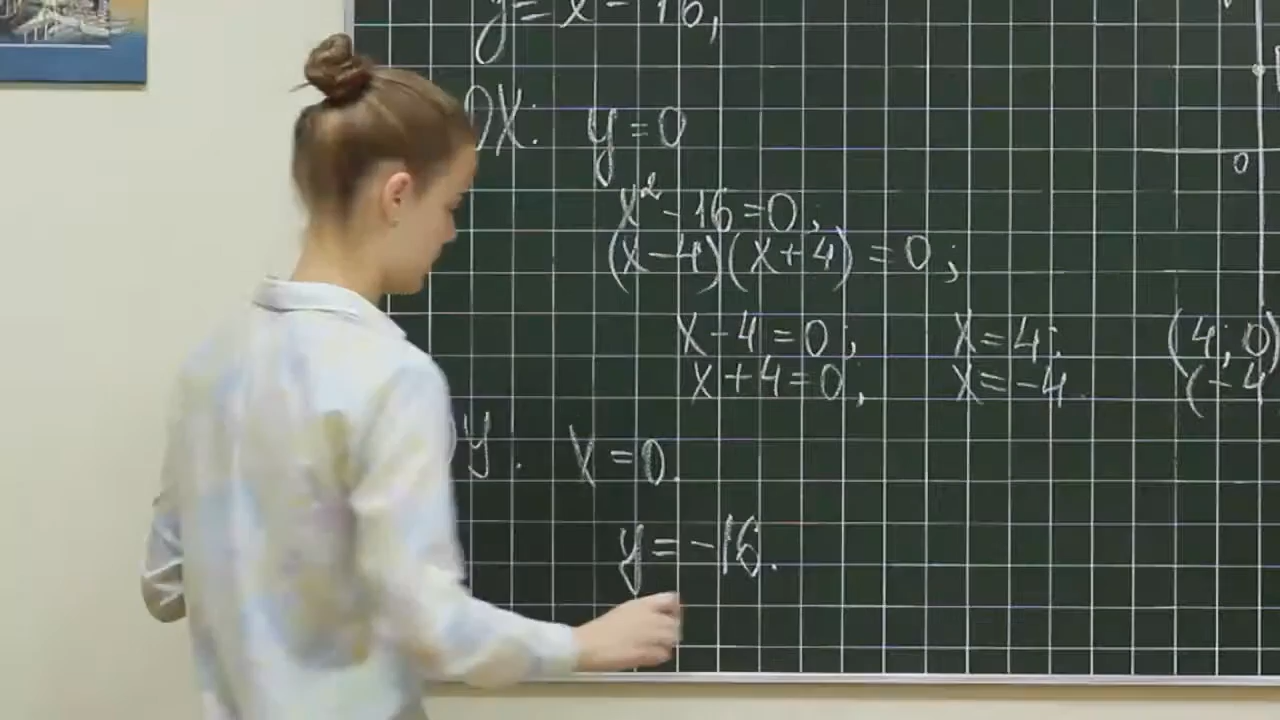 y = x - 16,
OX: y = 0
x² - 16 = 0;
(x - 4)(x + 4) = 0;
x - 4 = 0; x = 4; (4; 0)
x + 4 = 0; x = -4. (-4
y: x = 0.
y = -16.
0